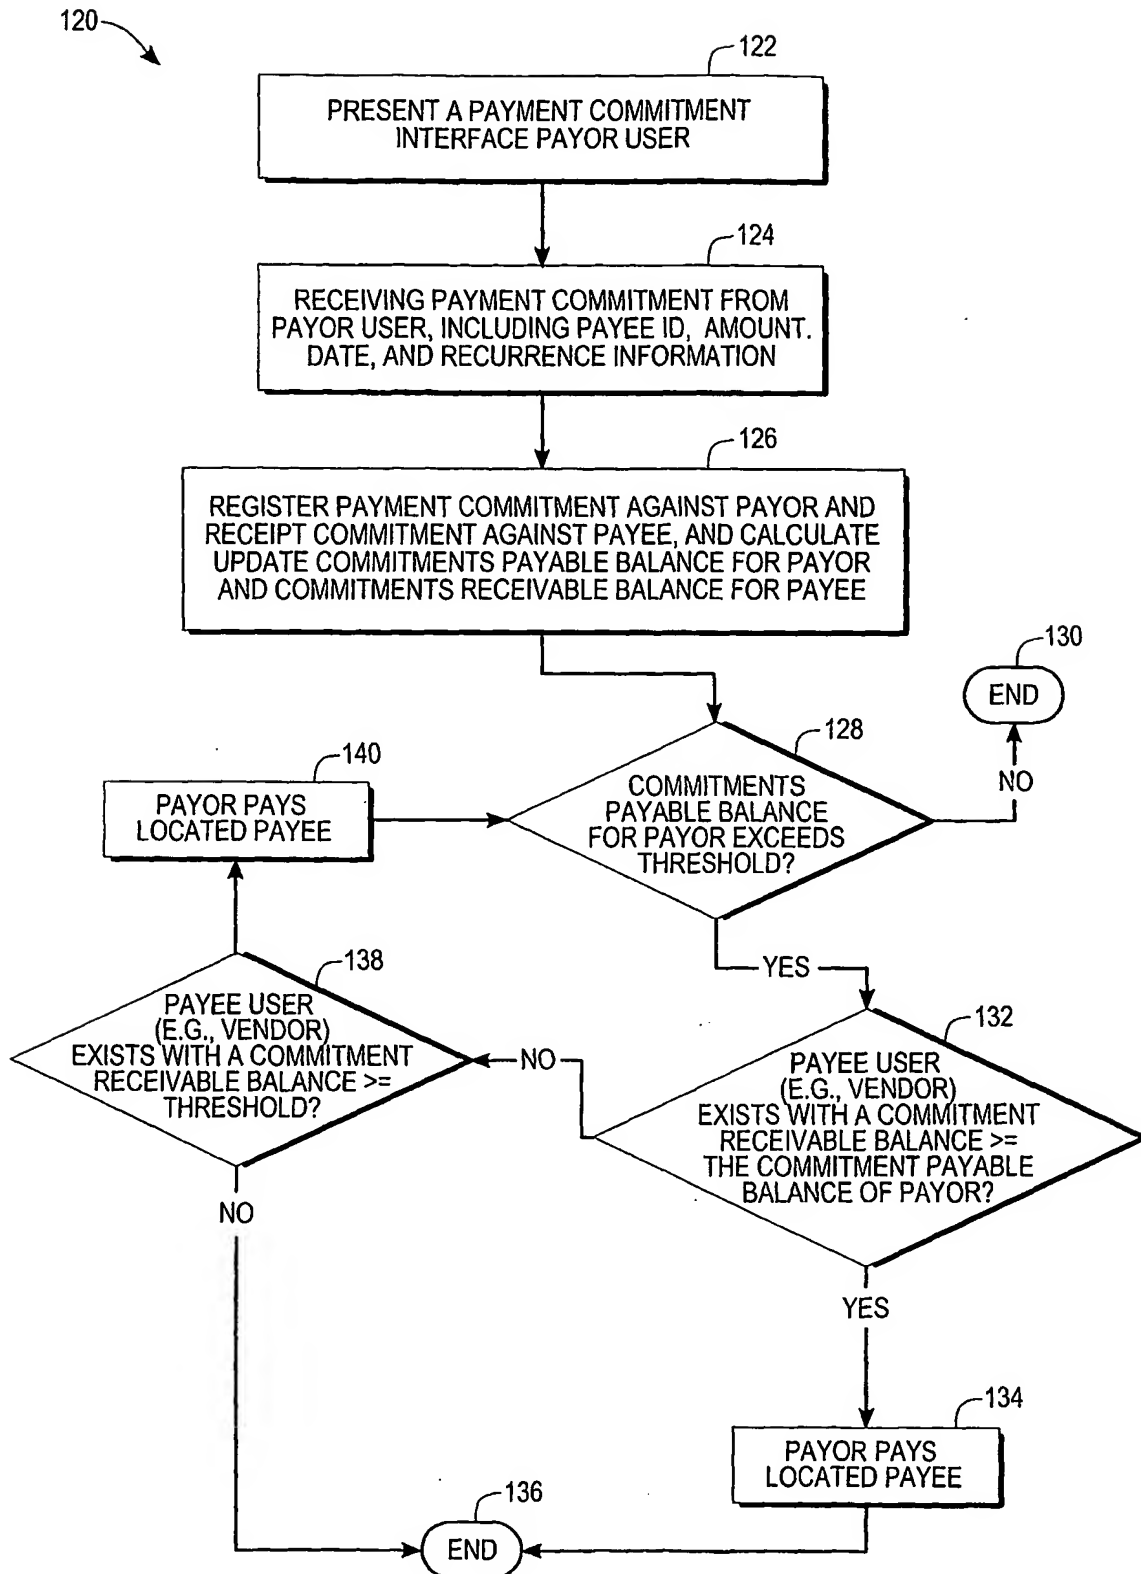 120
122
PRESENT A PAYMENT COMMITMENT
INTERFACE PAYOR USER
124
RECEIVING PAYMENT COMMITMENT FROM
PAYOR USER, INCLUDING PAYEE ID, AMOUNT.
DATE, AND RECURRENCE INFORMATION
126
REGISTER PAYMENT COMMITMENT AGAINST PAYOR AND
RECEIPT COMMITMENT AGAINST PAYEE, AND CALCULATE
UPDATE COMMITMENTS PAYABLE BALANCE FOR PAYOR
AND COMMITMENTS RECEIVABLE BALANCE FOR PAYEE
130
END
NO
128
COMMITMENTS
PAYABLE BALANCE
FOR PAYOR EXCEEDS
THRESHOLD?
140
PAYOR PAYS
LOCATED PAYEE
YES
138
PAYEE USER
(E.G., VENDOR)
EXISTS WITH A COMMITMENT
RECEIVABLE BALANCE >=
THRESHOLD?
NO
132
PAYEE USER
(E.G., VENDOR)
EXISTS WITH A COMMITMENT
RECEIVABLE BALANCE >=
THE COMMITMENT PAYABLE
BALANCE OF PAYOR?
NO
YES
134
PAYOR PAYS
LOCATED PAYEE
136
END